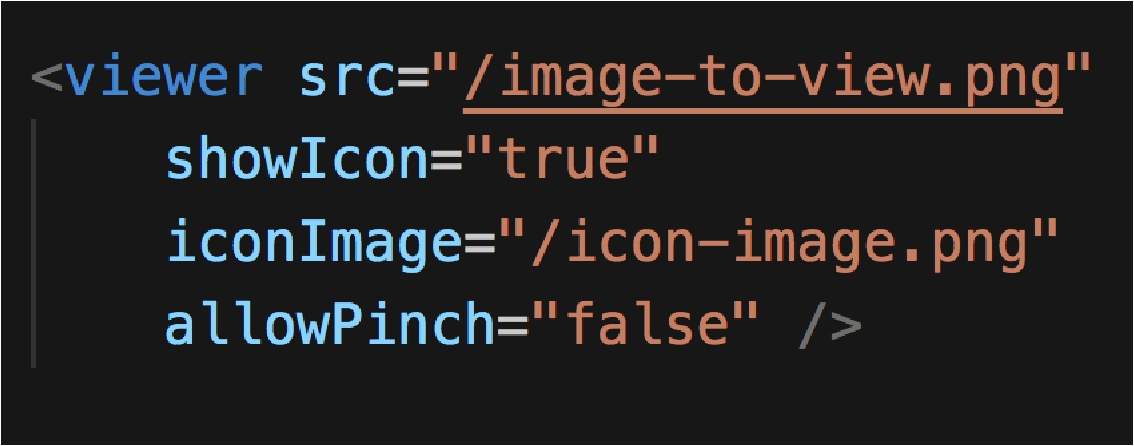 <viewer src="/image-to-view.png"
showIcon="true"
iconImage="/icon-image.png"
allowPinch="false" />